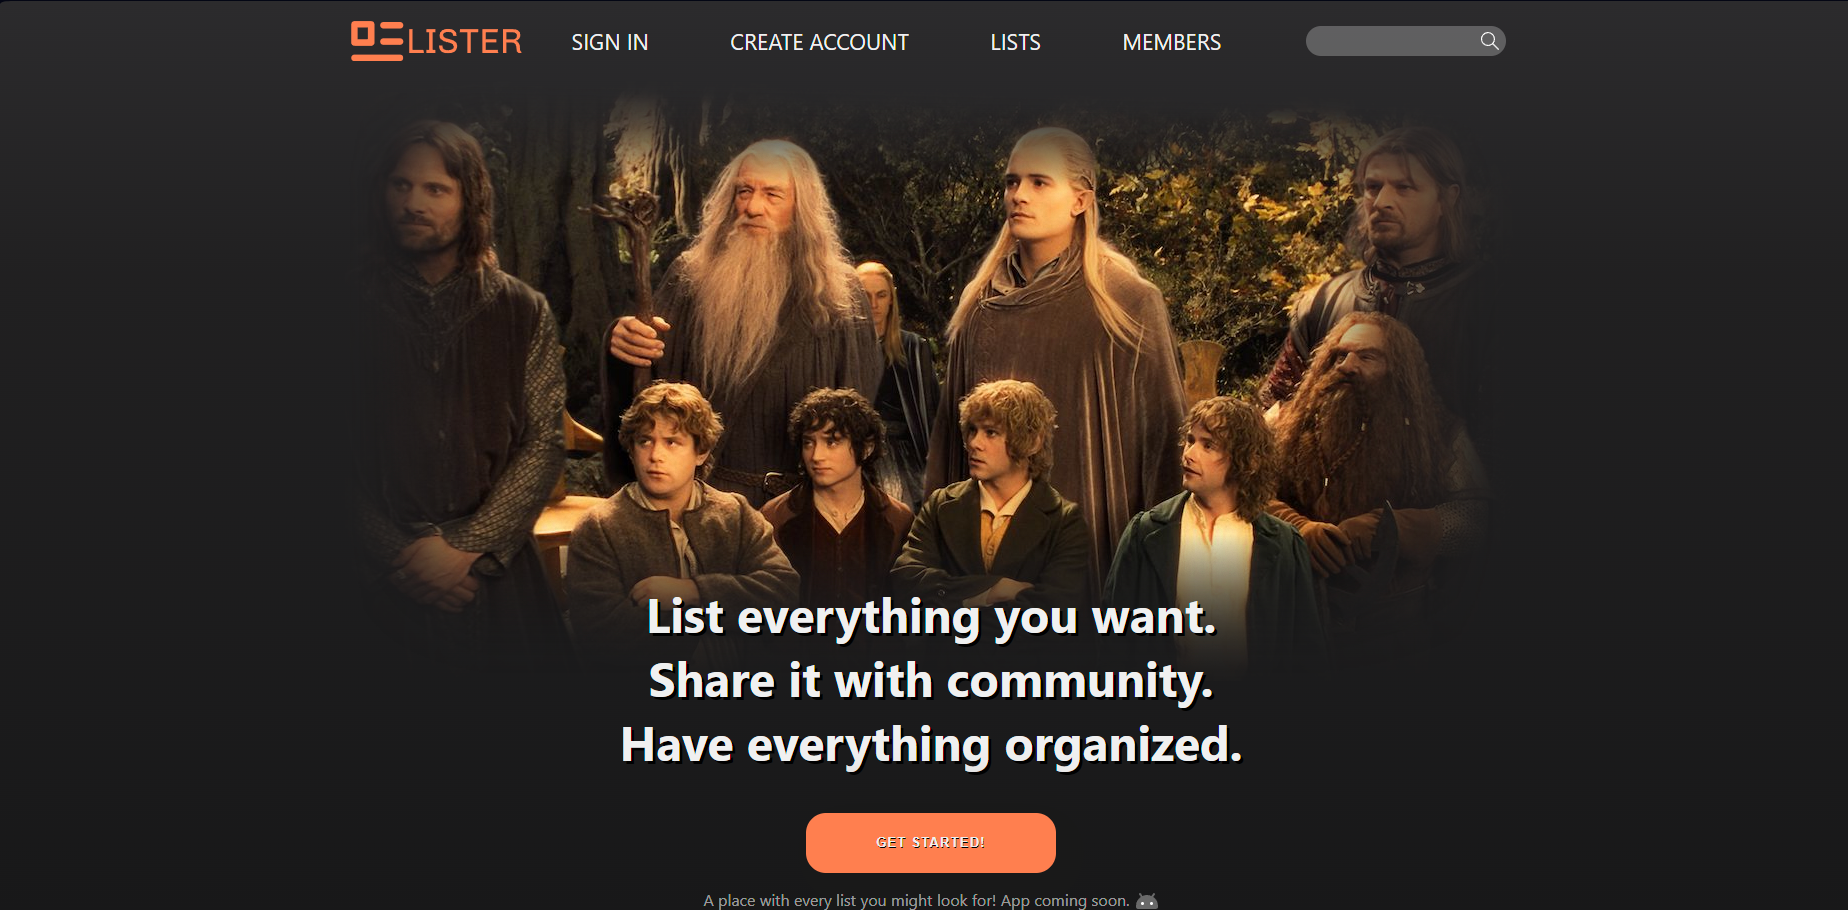 LISTER
SIGN IN
CREATE ACCOUNT
LISTS
MEMBERS
List everything you want.
Share it with community.
Have everything organized.
GET STARTED!
A place with every list you might look for! App coming soon.